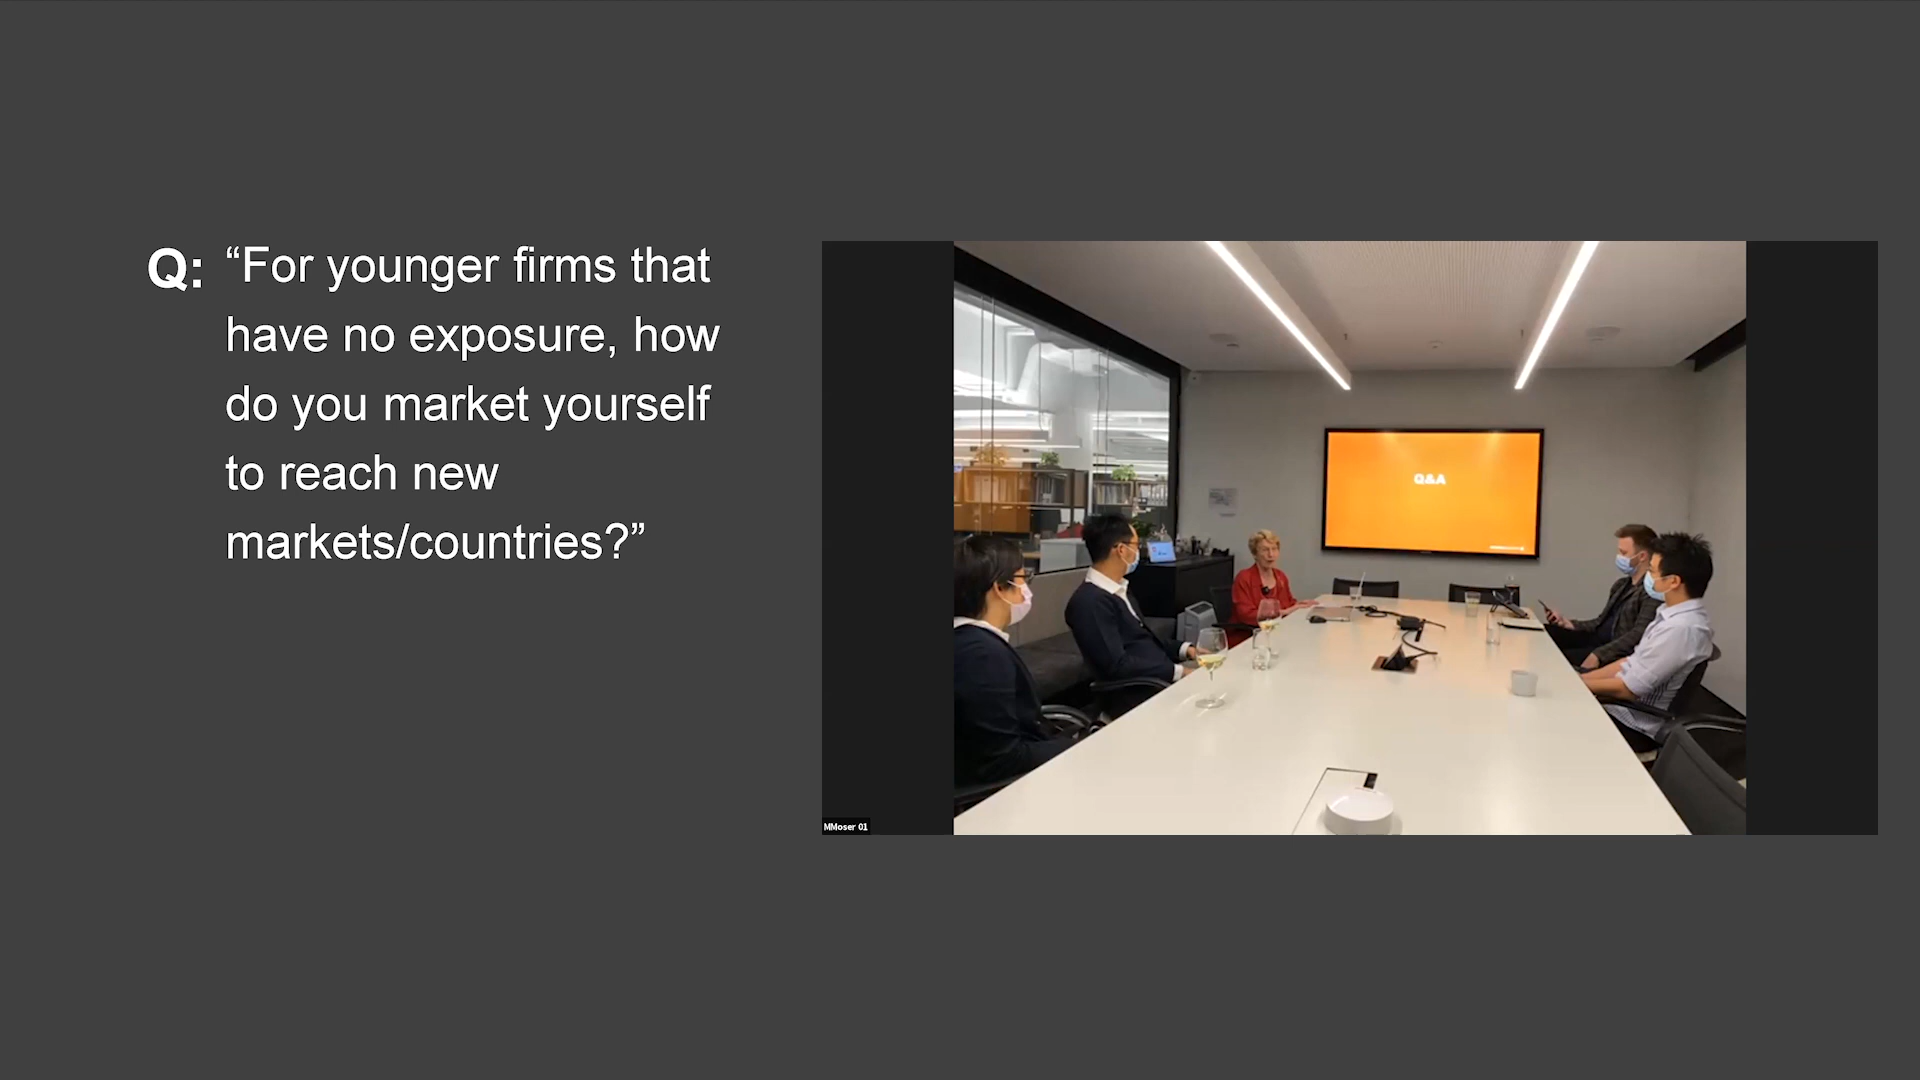 Q: “For younger firms that
have no exposure, how
do you market yourself
to reach new
markets/countries?”
Q&A
MMoser 01